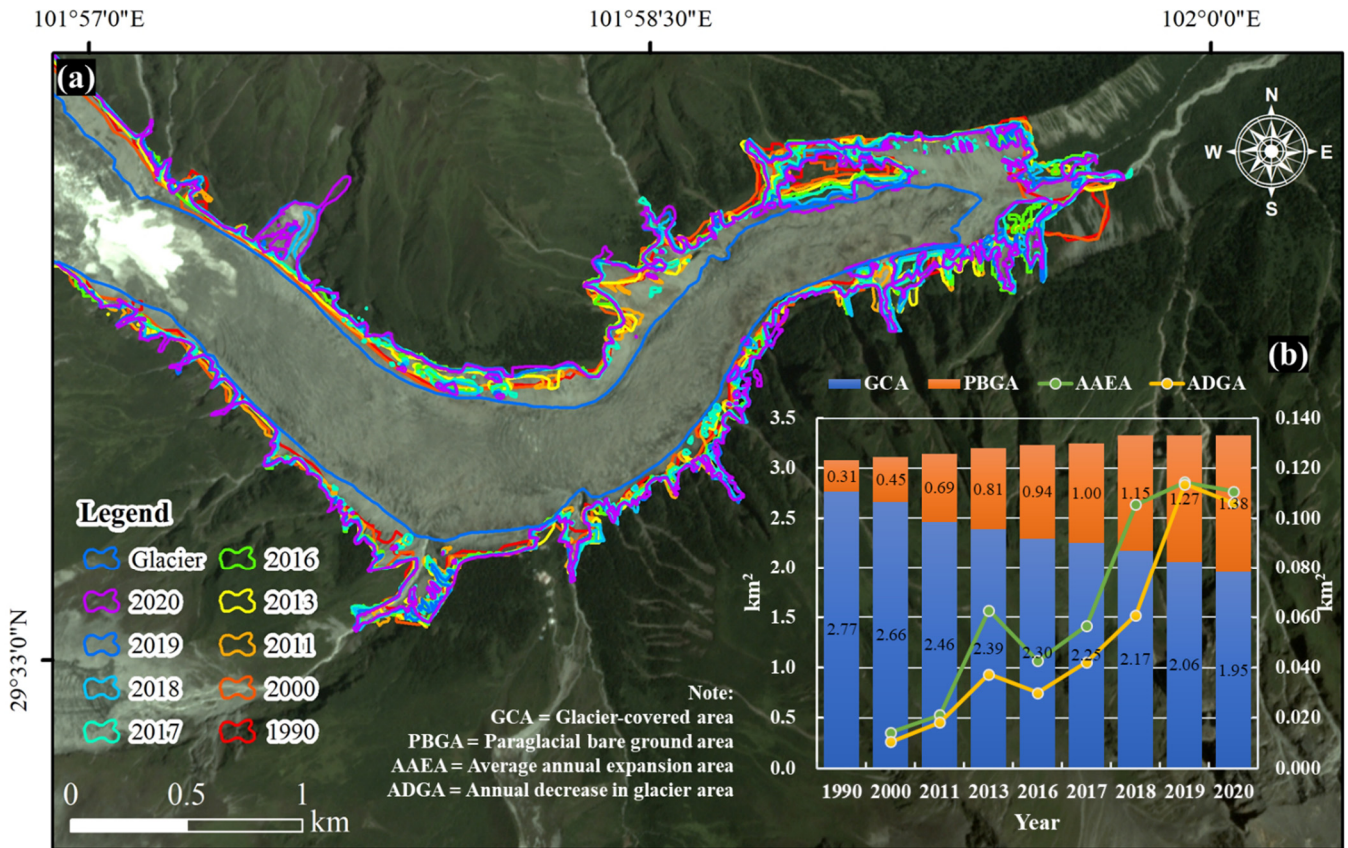 101°57'0"E 101°58'30"E 102°0'0"E
(a)
N
W E
S
29°33'0"N
Legend
Glacier 2016
2020 2013
2019 2011
2018 2000
2017 1990
0 0.5 1
km
Note:
GCA = Glacier-covered area
PBGA = Paraglacial bare ground area
AAEA = Average annual expansion area
ADGA = Annual decrease in glacier area
(b)
GCA PBGA AAEA ADGA
3.5 0.140
3.0 0.120
2.5 0.100
2.0 0.080
1.5 0.060
1.0 0.040
0.5 0.020
0.0 0.000
km² km²
0.31 0.45 0.69 0.81 0.94 1.00 1.15 1.27 1.38
2.77 2.66 2.46 2.39 2.30 2.25 2.17 2.06 1.95
1990 2000 2011 2013 2016 2017 2018 2019 2020
Year